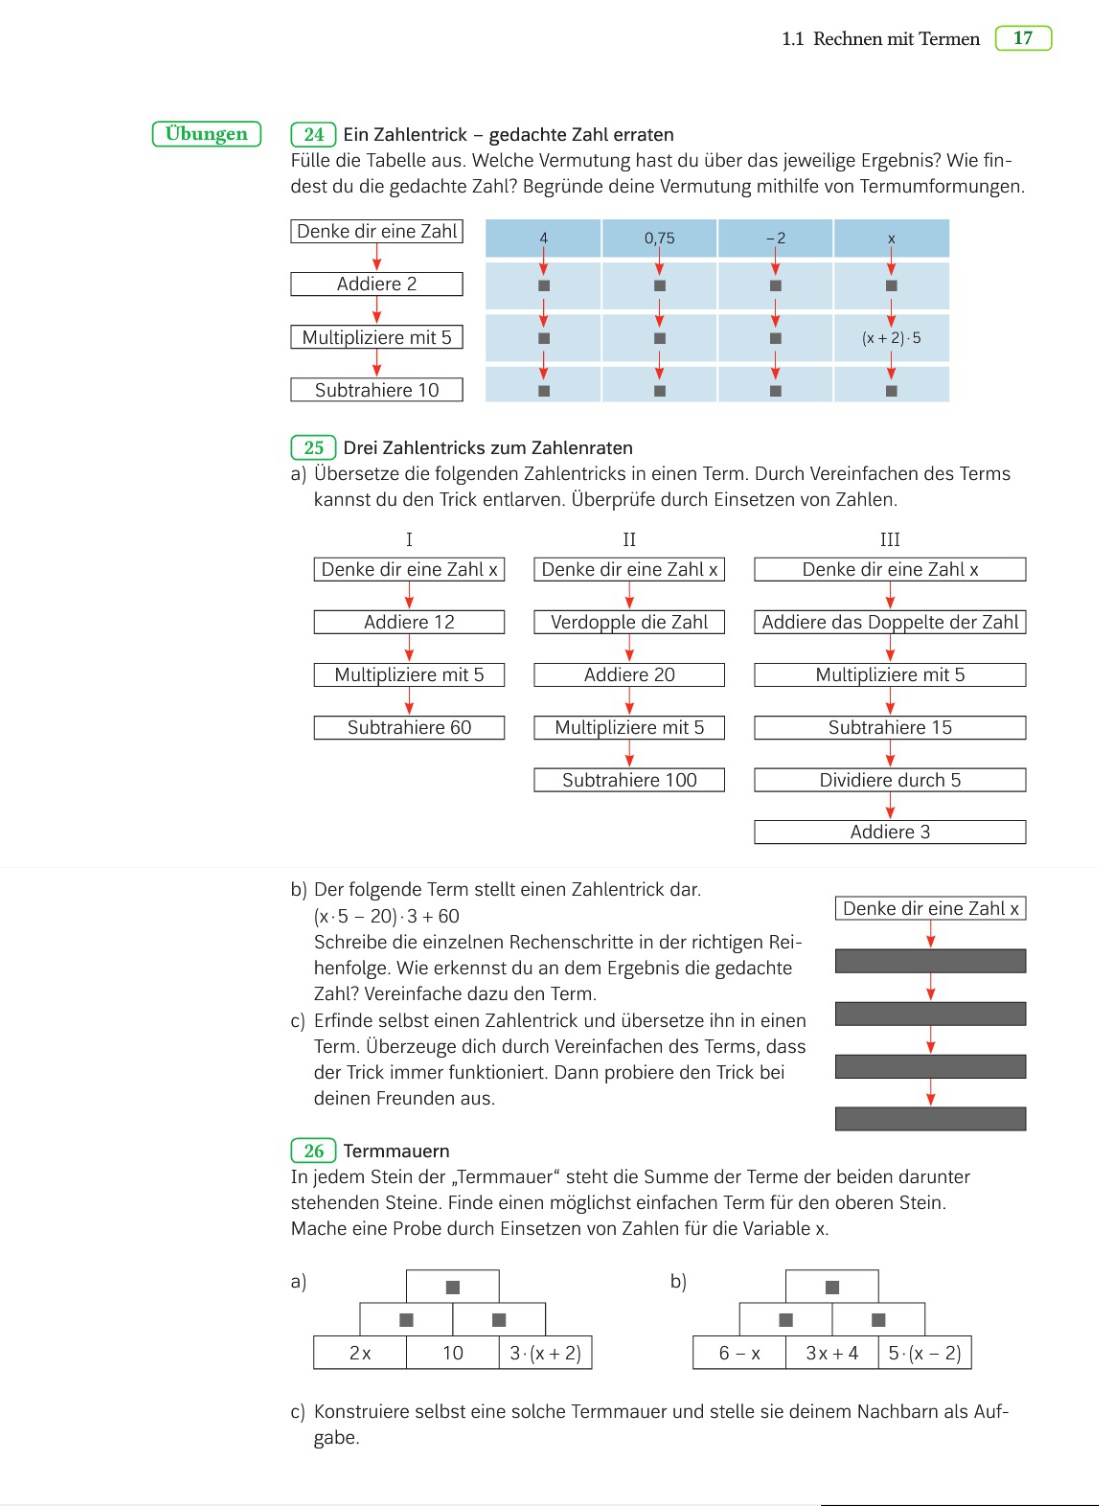 1.1 Rechnen mit Termen 17
Übungen
24 Ein Zahlentrick – gedachte Zahl erraten
Fülle die Tabelle aus. Welche Vermutung hast du über das jeweilige Ergebnis? Wie fin-
dest du die gedachte Zahl? Begründe deine Vermutung mithilfe von Termumformungen.
Denke dir eine Zahl 4 0,75 –2 x
Addiere 2
Multipliziere mit 5 (x + 2) · 5
Subtrahiere 10
25 Drei Zahlentricks zum Zahlenraten
a) Übersetze die folgenden Zahlentricks in einen Term. Durch Vereinfachen des Terms
kannst du den Trick entlarven. Überprüfe durch Einsetzen von Zahlen.
I
Denke dir eine Zahl x
Addiere 12
Multipliziere mit 5
Subtrahiere 60
II
Denke dir eine Zahl x
Verdopple die Zahl
Addiere 20
Multipliziere mit 5
Subtrahiere 100
III
Denke dir eine Zahl x
Addiere das Doppelte der Zahl
Multipliziere mit 5
Subtrahiere 15
Dividiere durch 5
Addiere 3
b) Der folgende Term stellt einen Zahlentrick dar.
(x · 5 – 20) · 3 + 60
Schreibe die einzelnen Rechenschritte in der richtigen Rei-
henfolge. Wie erkennst du an dem Ergebnis die gedachte
Zahl? Vereinfache dazu den Term.
c) Erfinde selbst einen Zahlentrick und übersetze ihn in einen
Term. Überzeuge dich durch Vereinfachen des Terms, dass
der Trick immer funktioniert. Dann probiere den Trick bei
deinen Freunden aus.
Denke dir eine Zahl x
26 Termmauern
In jedem Stein der „Termmauer“ steht die Summe der Terme der beiden darunter
stehenden Steine. Finde einen möglichst einfachen Term für den oberen Stein.
Mache eine Probe durch Einsetzen von Zahlen für die Variable x.
a)
2x 10 3 · (x + 2)
b)
6 – x 3x + 4 5 · (x – 2)
c) Konstruiere selbst eine solche Termmauer und stelle sie deinem Nachbarn als Auf-
gabe.